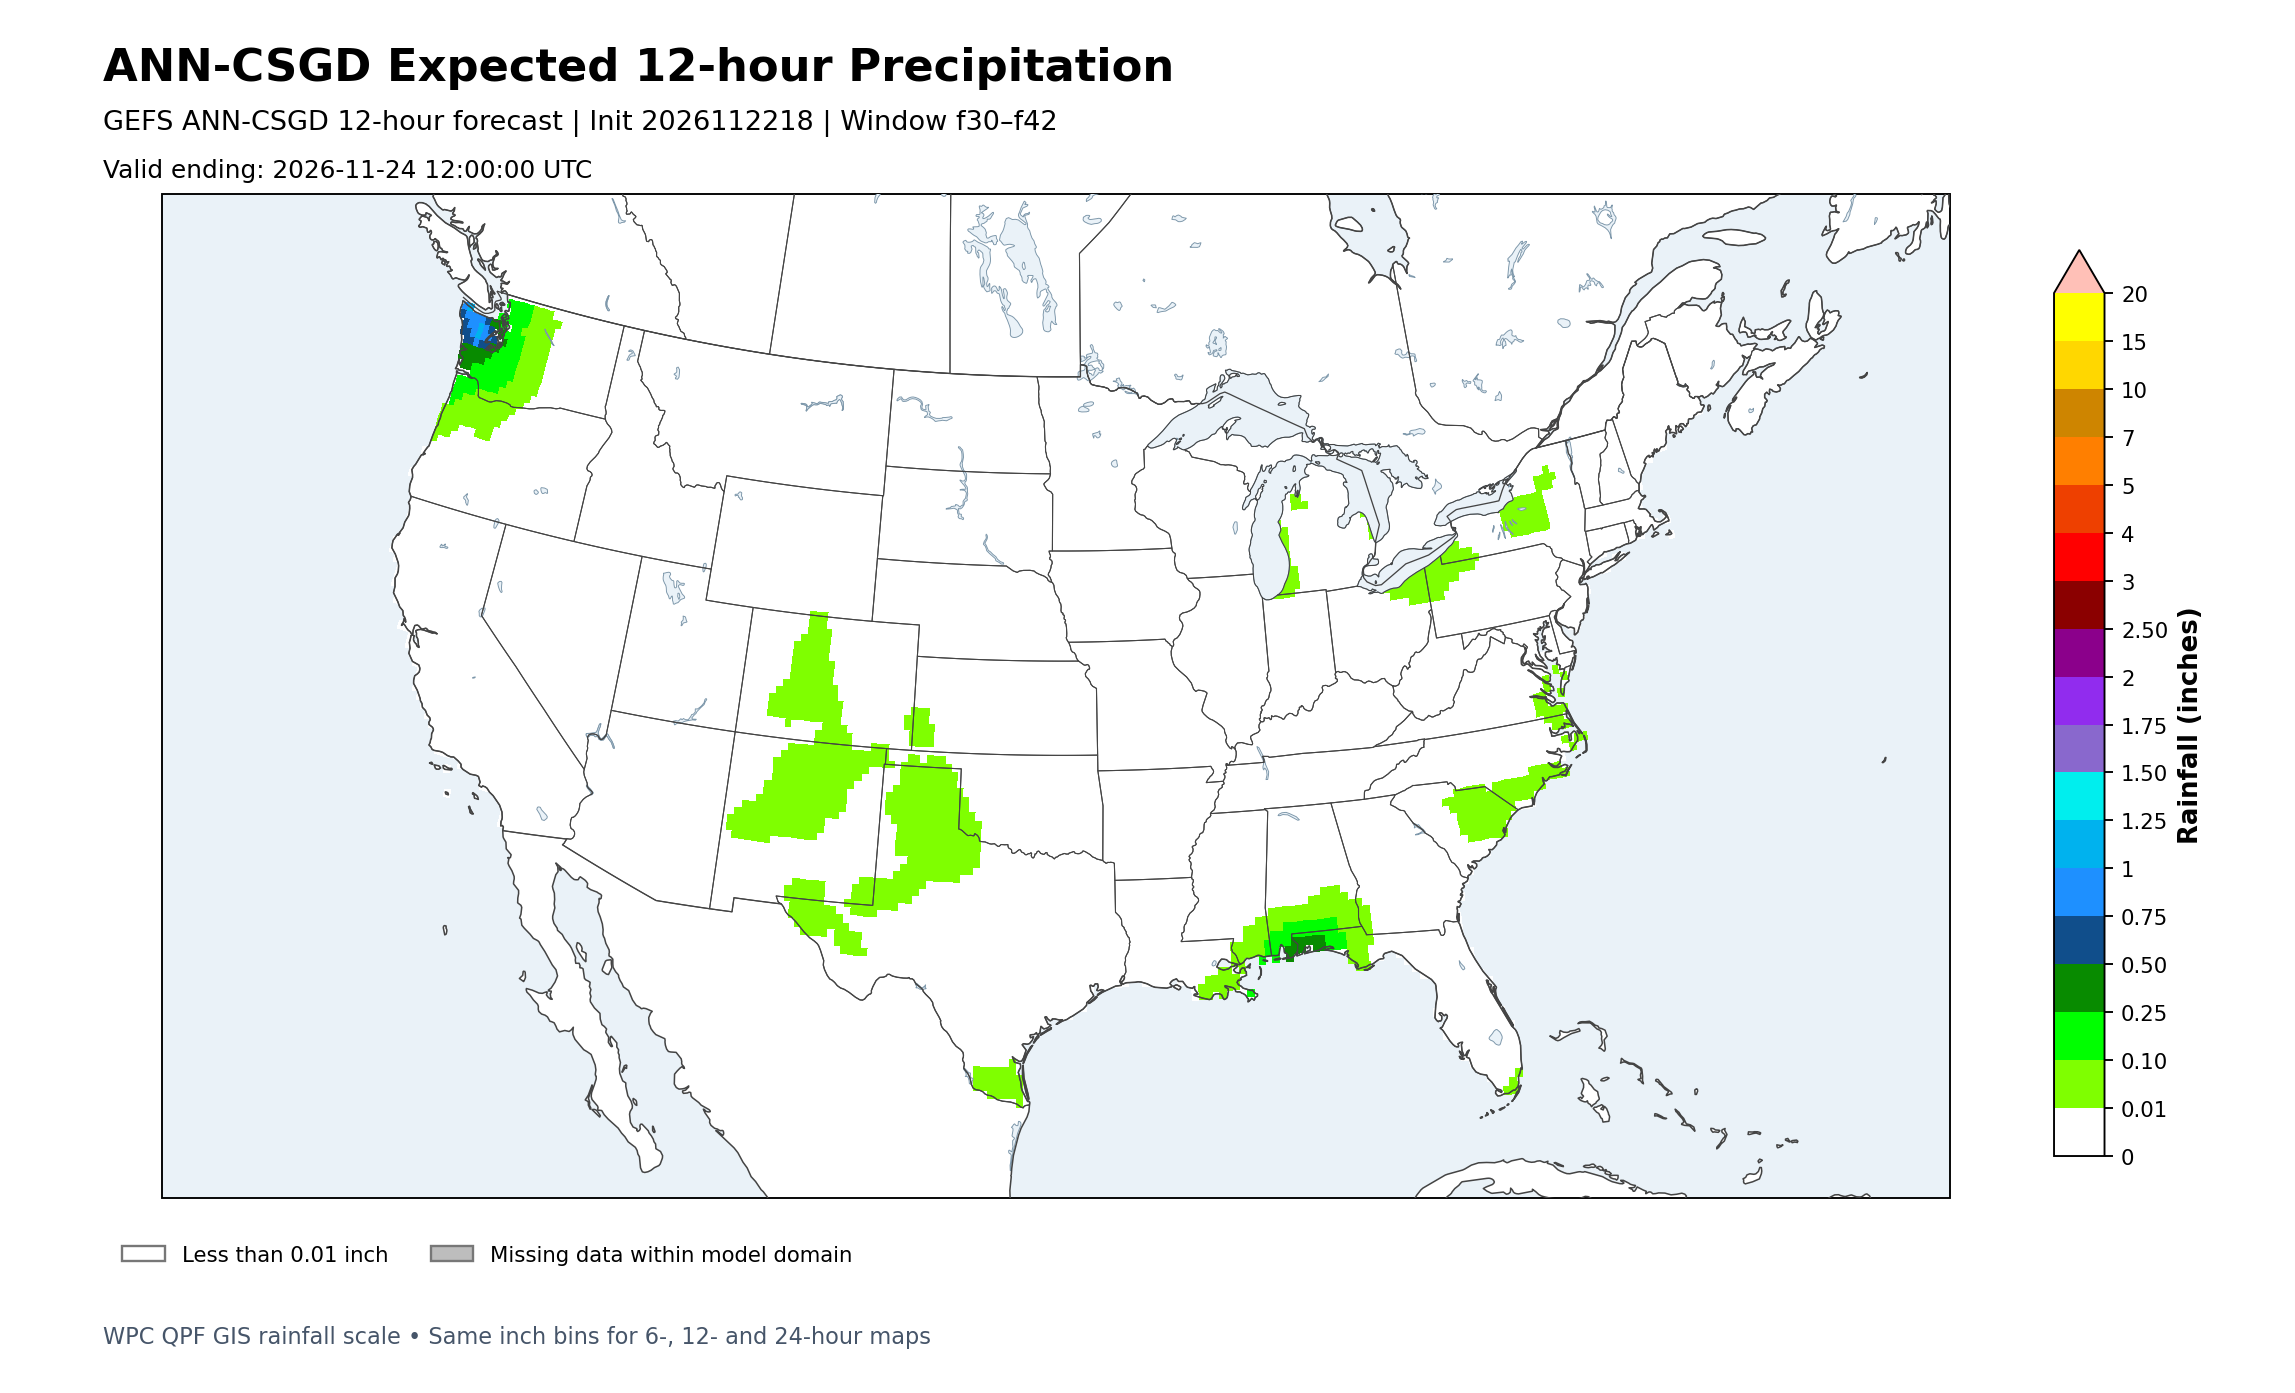 ANN-CSGD Expected 12-hour Precipitation
GEFS ANN-CSGD 12-hour forecast | Init 2026112218 | Window f30–f42
Valid ending: 2026-11-24 12:00:00 UTC
20
15
10
7
5
4
3
2.50
2
1.75
1.50
1.25
1
0.75
0.50
0.25
0.10
0.01
0
Rainfall (inches)
Less than 0.01 inch
Missing data within model domain
WPC QPF GIS rainfall scale • Same inch bins for 6-, 12- and 24-hour maps